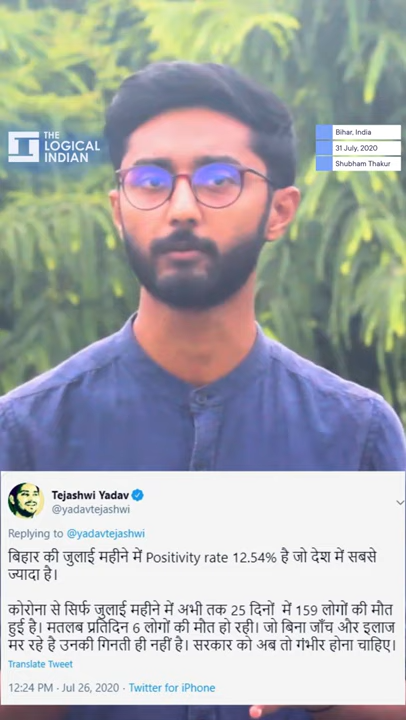 THE
LOGICAL
INDIAN
Bihar, India
31 July, 2020
Shubham Thakur
Tejashwi Yadav
@yadavtejashwi
Replying to @yadavtejashwi
बिहार की जुलाई महीने में Positivity rate 12.54% है जो देश में सबसे
ज्यादा है।
कोरोना से सिर्फ जुलाई महीने में अभी तक 25 दिनों में 159 लोगों की मौत
हुई है। मतलब प्रतिदिन 6 लोगों की मौत हो रही। जो बिना जाँच और इलाज
मर रहे है उनकी गिनती ही नहीं है। सरकार को अब तो गंभीर होना चाहिए।
Translate Tweet
12:24 PM · Jul 26, 2020 · Twitter for iPhone